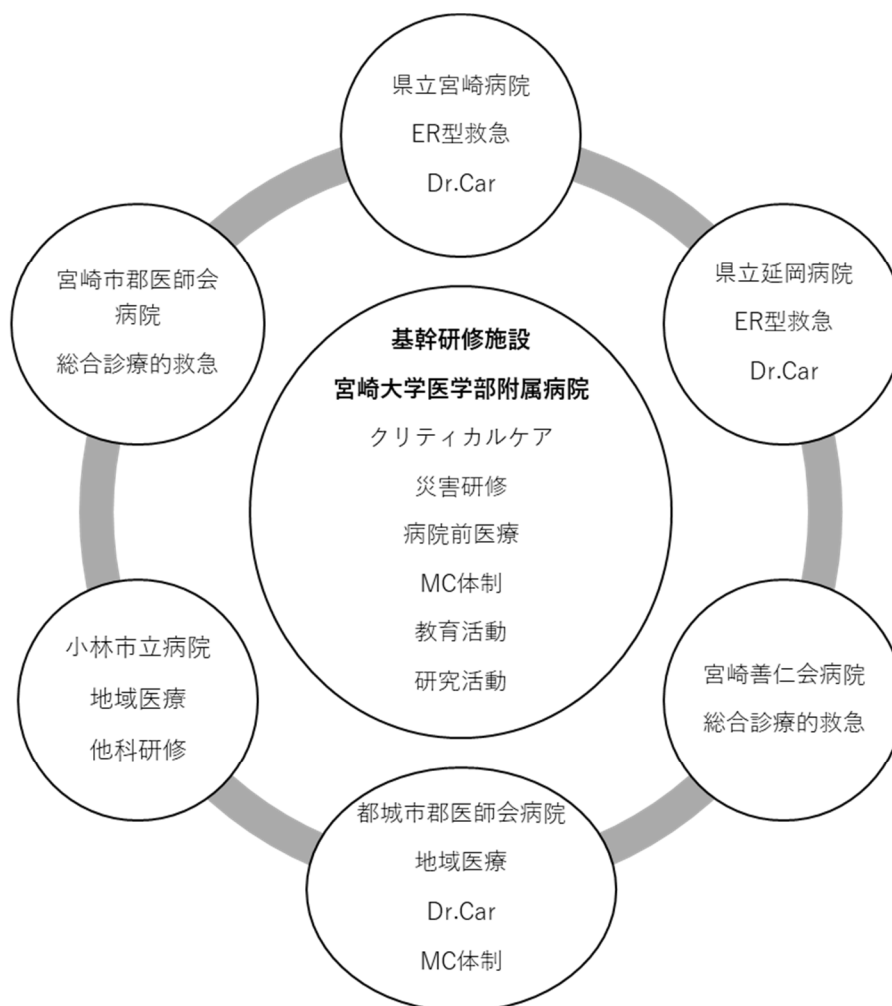 県立宮崎病院
ER型救急
Dr.Car
県立延岡病院
ER型救急
Dr.Car
宮崎市郡医師会
病院
総合診療的救急
基幹研修施設
宮崎大学医学部附属病院
クリティカルケア
災害研修
病院前医療
MC体制
教育活動
研究活動
宮崎善仁会病院
総合診療的救急
小林市立病院
地域医療
他科研修
都城市郡医師会病院
地域医療
Dr.Car
MC体制